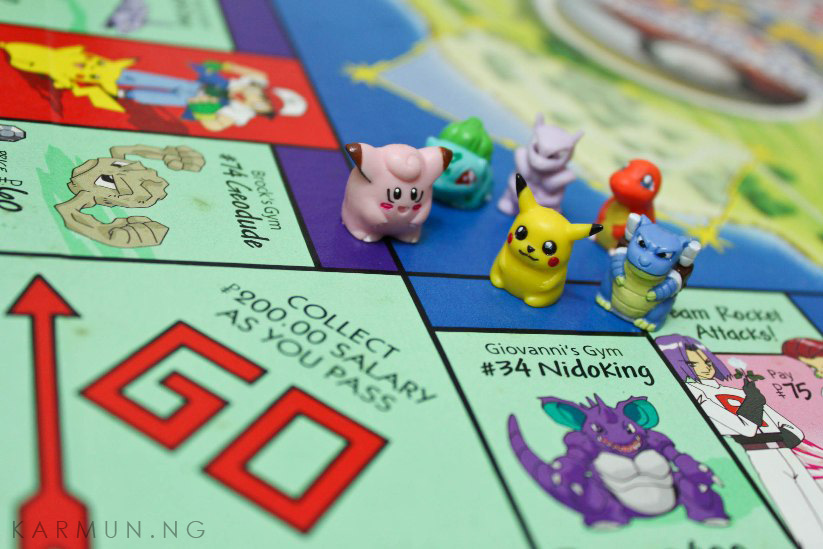 Brock's Gym
#74 Geodude
COLLECT
₽200.00 SALARY
AS YOU PASS
GO
Giovanni's Gym
#34 Nidoking
Team Rocket
Attacks!
Pay
₽75
KARMUN.NG